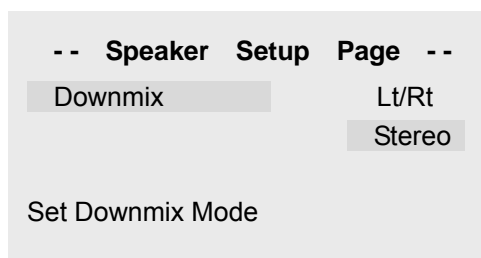 - - Speaker Setup Page - -
Downmix Lt/Rt
Stereo
Set Downmix Mode